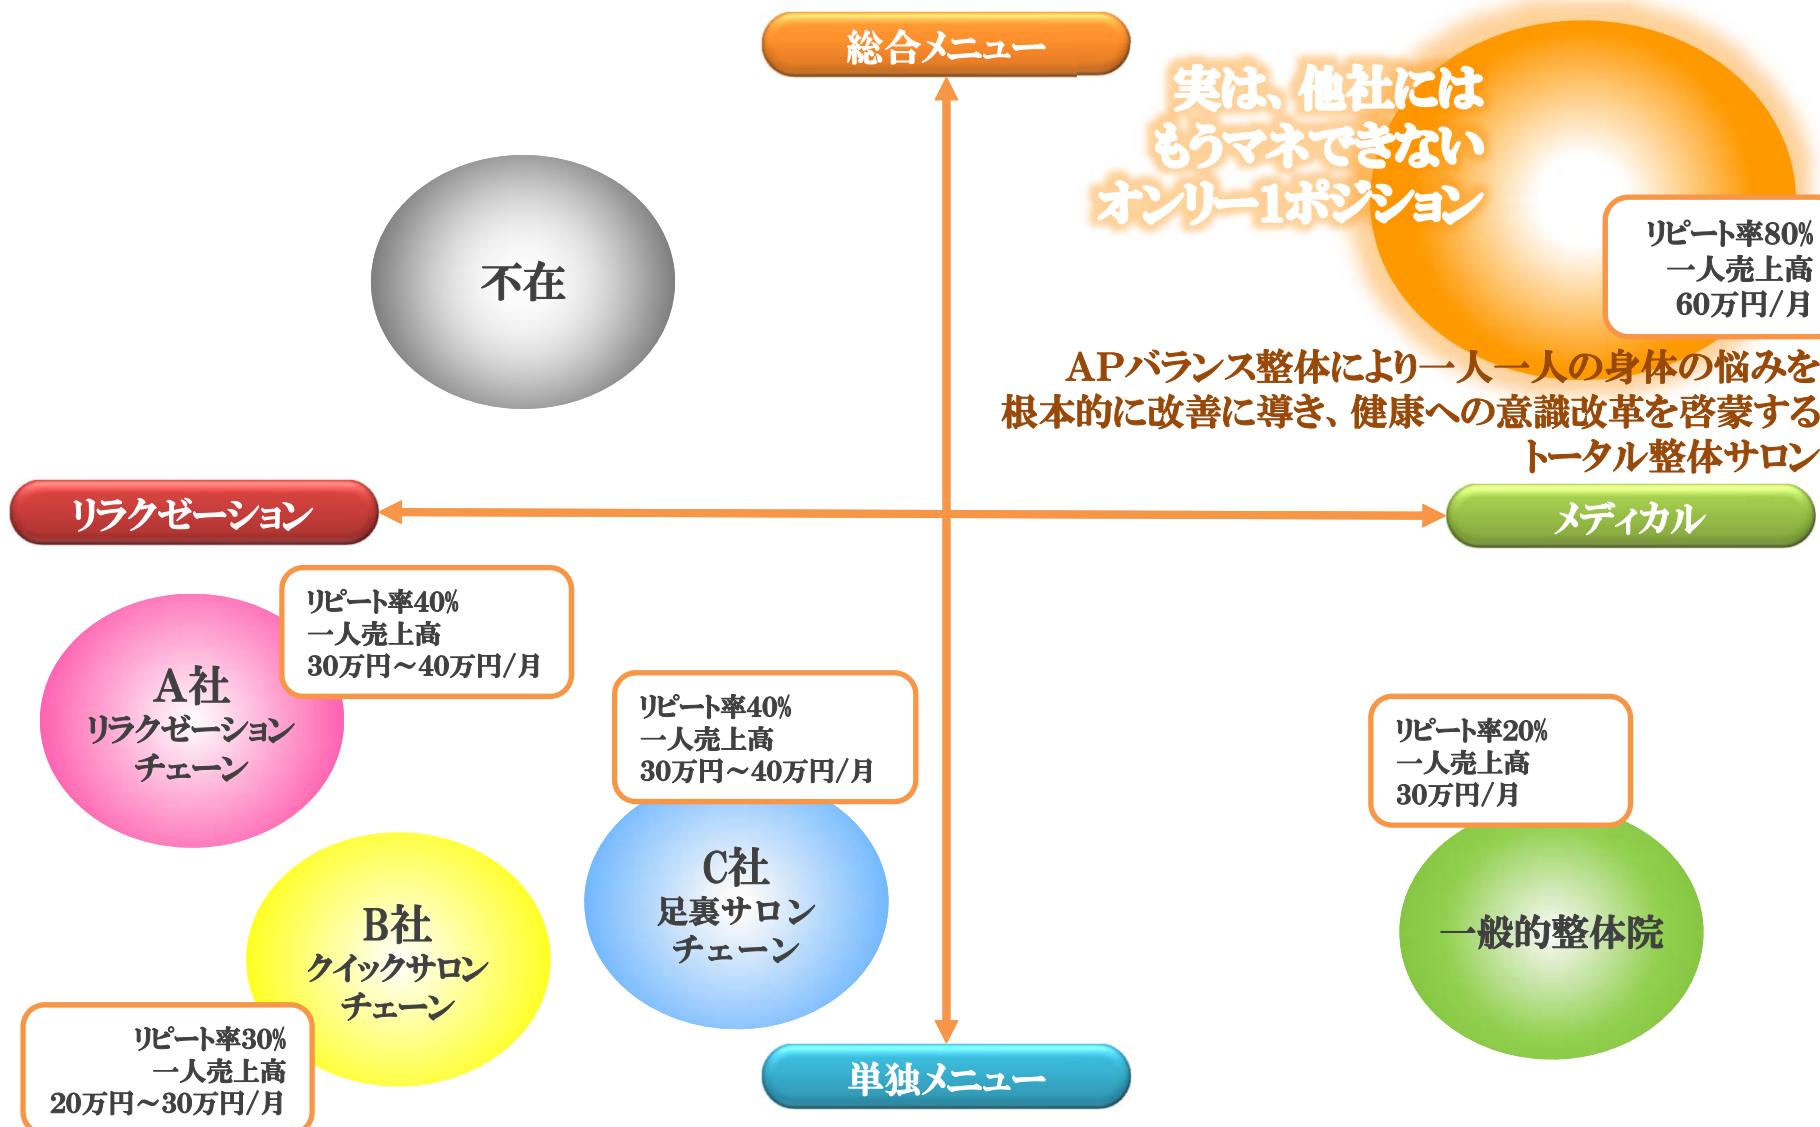 総合メニュー
実は、他社には
もうマネできない
オンリー1ポジション
不在
リピート率80%
一人売上高
60万円/月
APバランス整体により一人一人の身体の悩みを
根本的に改善に導き、健康への意識改革を啓蒙する
トータル整体サロン
リラクゼーション
メディカル
リピート率40%
一人売上高
30万円～40万円/月
A社
リラクゼーション
チェーン
リピート率40%
一人売上高
30万円～40万円/月
C社
足裏サロン
チェーン
リピート率20%
一人売上高
30万円/月
一般的整体院
B社
クイックサロン
チェーン
リピート率30%
一人売上高
20万円～30万円/月
単独メニュー